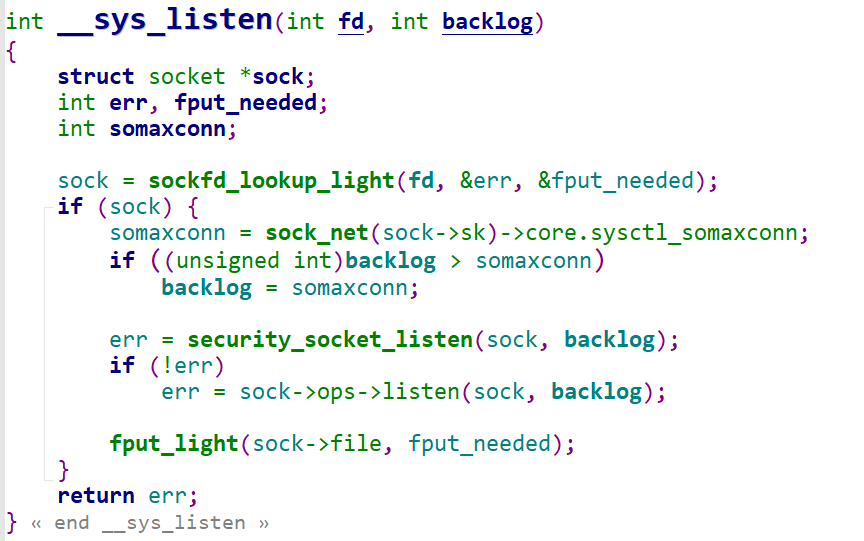 int __sys_listen(int fd, int backlog)
{
    struct socket *sock;
    int err, fput_needed;
    int somaxconn;

    sock = sockfd_lookup_light(fd, &err, &fput_needed);
    if (sock) {
        somaxconn = sock_net(sock->sk)->core.sysctl_somaxconn;
        if ((unsigned int)backlog > somaxconn)
            backlog = somaxconn;

        err = security_socket_listen(sock, backlog);
        if (!err)
            err = sock->ops->listen(sock, backlog);

        fput_light(sock->file, fput_needed);
    }
    return err;
} « end __sys_listen »